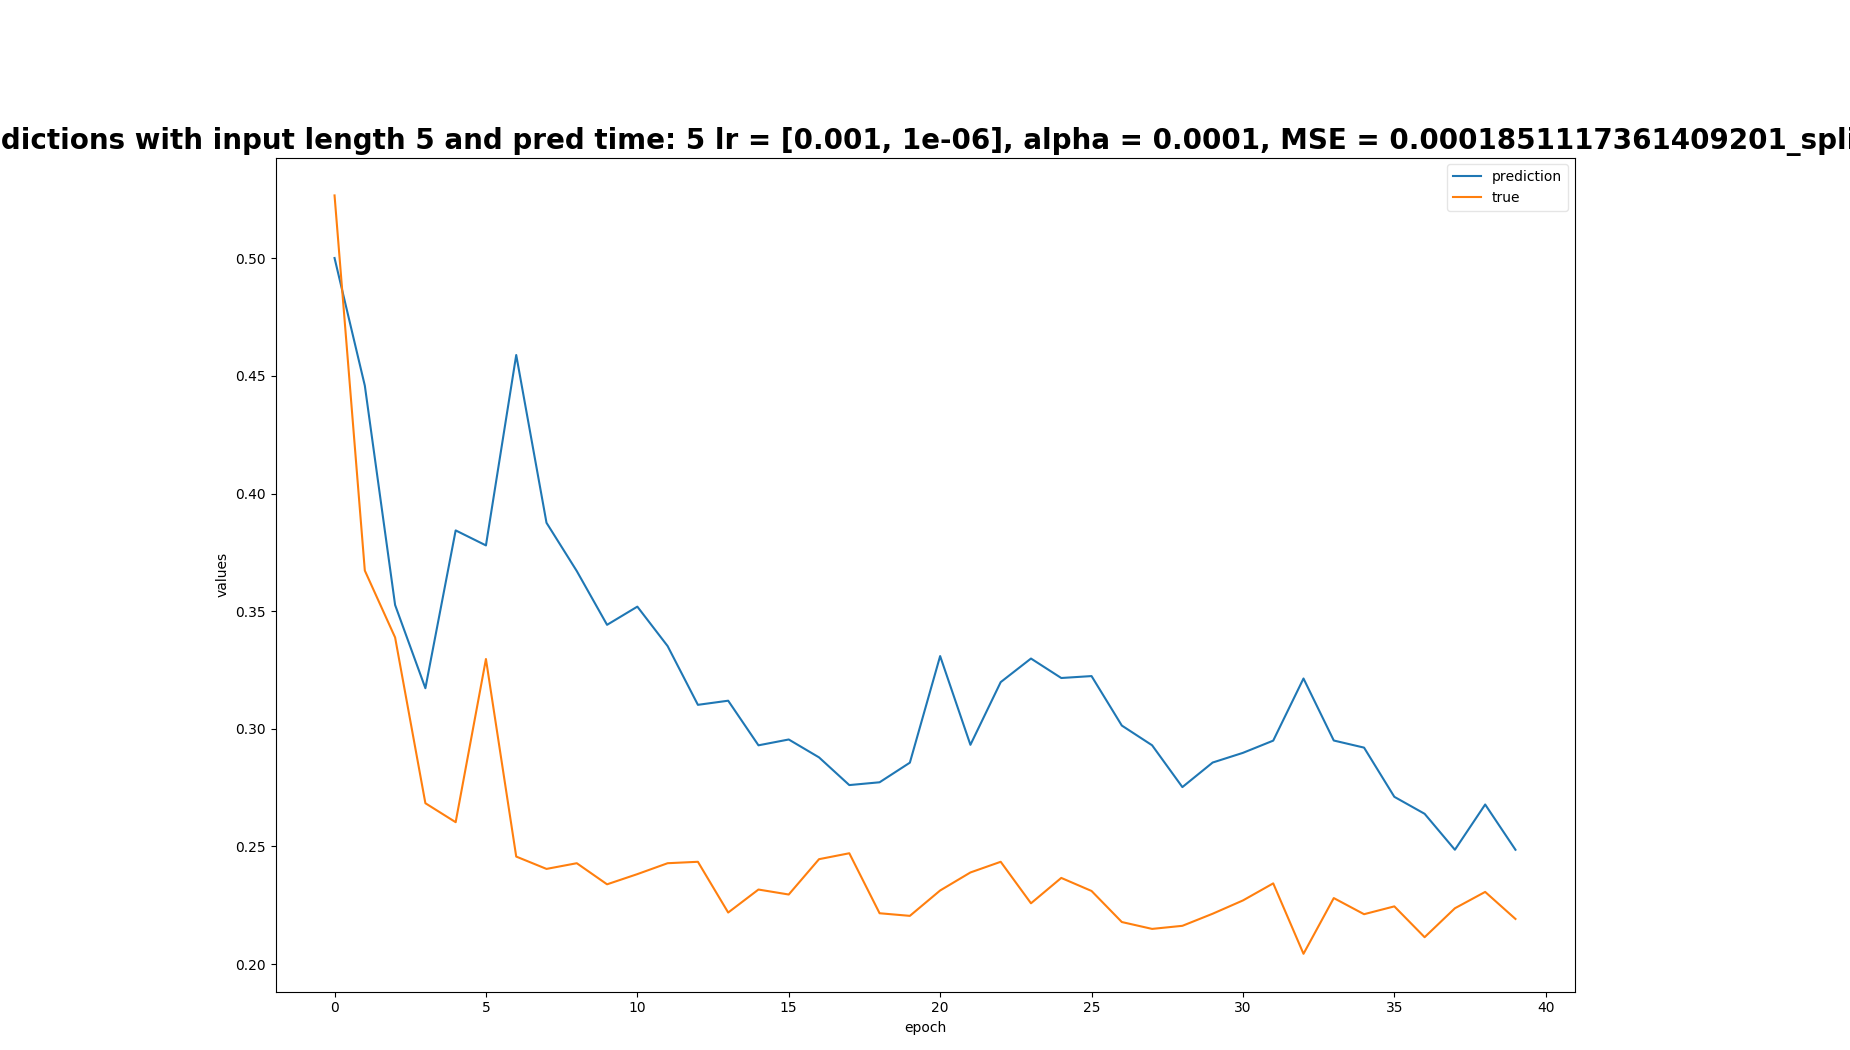 dictions with input length 5 and pred time: 5 lr = [0.001, 1e-06], alpha = 0.0001, MSE = 0.0001851117361409201_spli
prediction
true
0.50
0.45
0.40
0.35
0.30
0.25
0.20
values
0 5 10 15 20 25 30 35 40
epoch